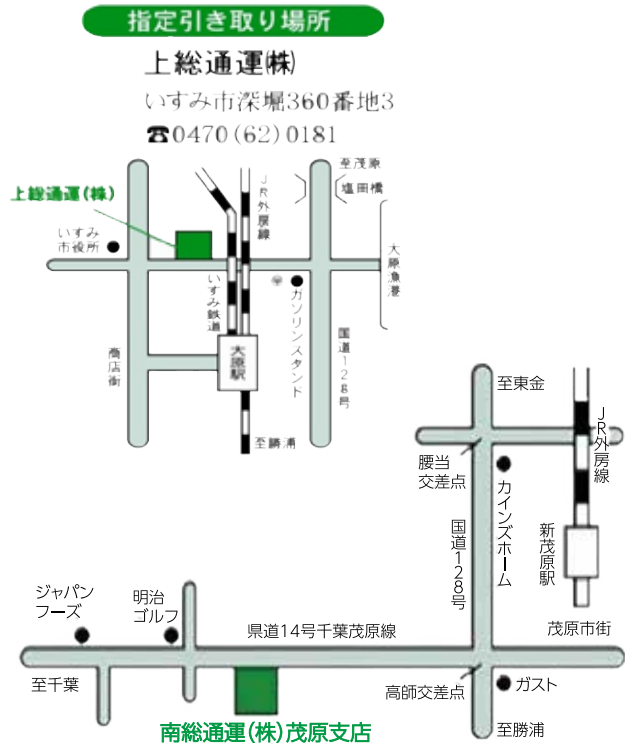 指定引き取り場所
上総通運㈱
いすみ市深堀360番地3
☎0470(62)0181
至茂原
塩田橋
JR外房線
上総通運(株)
いすみ
市役所
大原漁港
いすみ鉄道
ガソリンスタンド
国道128号
商店街
大原駅
至勝浦
至東金
JR外房線
腰当
交差点
カインズホーム
国道128号
新茂原駅
ジャパン
フーズ
明治
ゴルフ
県道14号千葉茂原線
茂原市街
至千葉
高師交差点
ガスト
南総通運(株)茂原支店
至勝浦